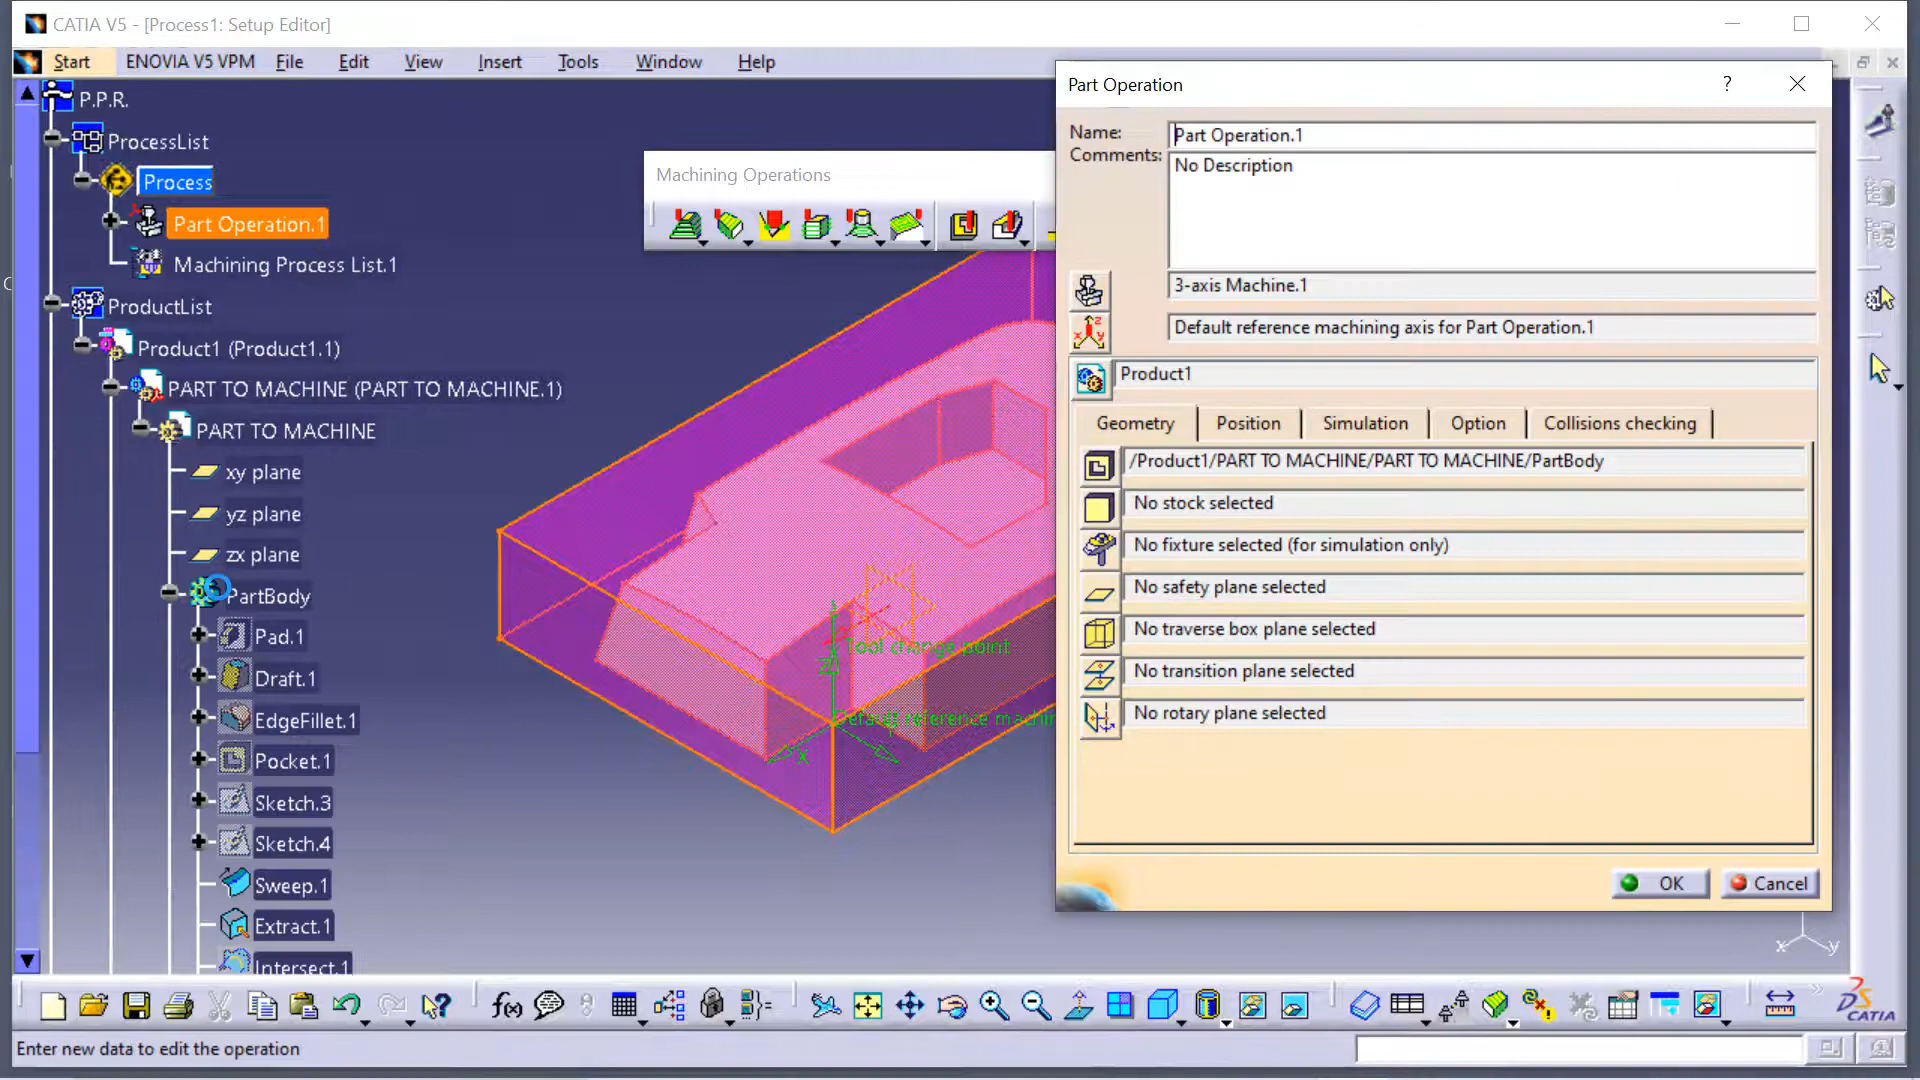 CATIA V5 - [Process1: Setup Editor]
Start ENOVIA V5 VPM File Edit View Insert Tools Window Help
P.P.R.
ProcessList
Process
Part Operation.1
Machining Process List.1
ProductList
Product1 (Product1.1)
PART TO MACHINE (PART TO MACHINE.1)
PART TO MACHINE
xy plane
yz plane
zx plane
PartBody
Pad.1
Draft.1
EdgeFillet.1
Pocket.1
Sketch.3
Sketch.4
Sweep.1
Extract.1
Intersect.1
Machining Operations
Tool change point
Default reference machin
X
Part Operation ?
Name: Part Operation.1
Comments: No Description
3-axis Machine.1
Default reference machining axis for Part Operation.1
Product1
Geometry Position Simulation Option Collisions checking
/Product1/PART TO MACHINE/PART TO MACHINE/PartBody
No stock selected
No fixture selected (for simulation only)
No safety plane selected
No traverse box plane selected
No transition plane selected
No rotary plane selected
OK Cancel
x y
f(x)
CATIA
Enter new data to edit the operation